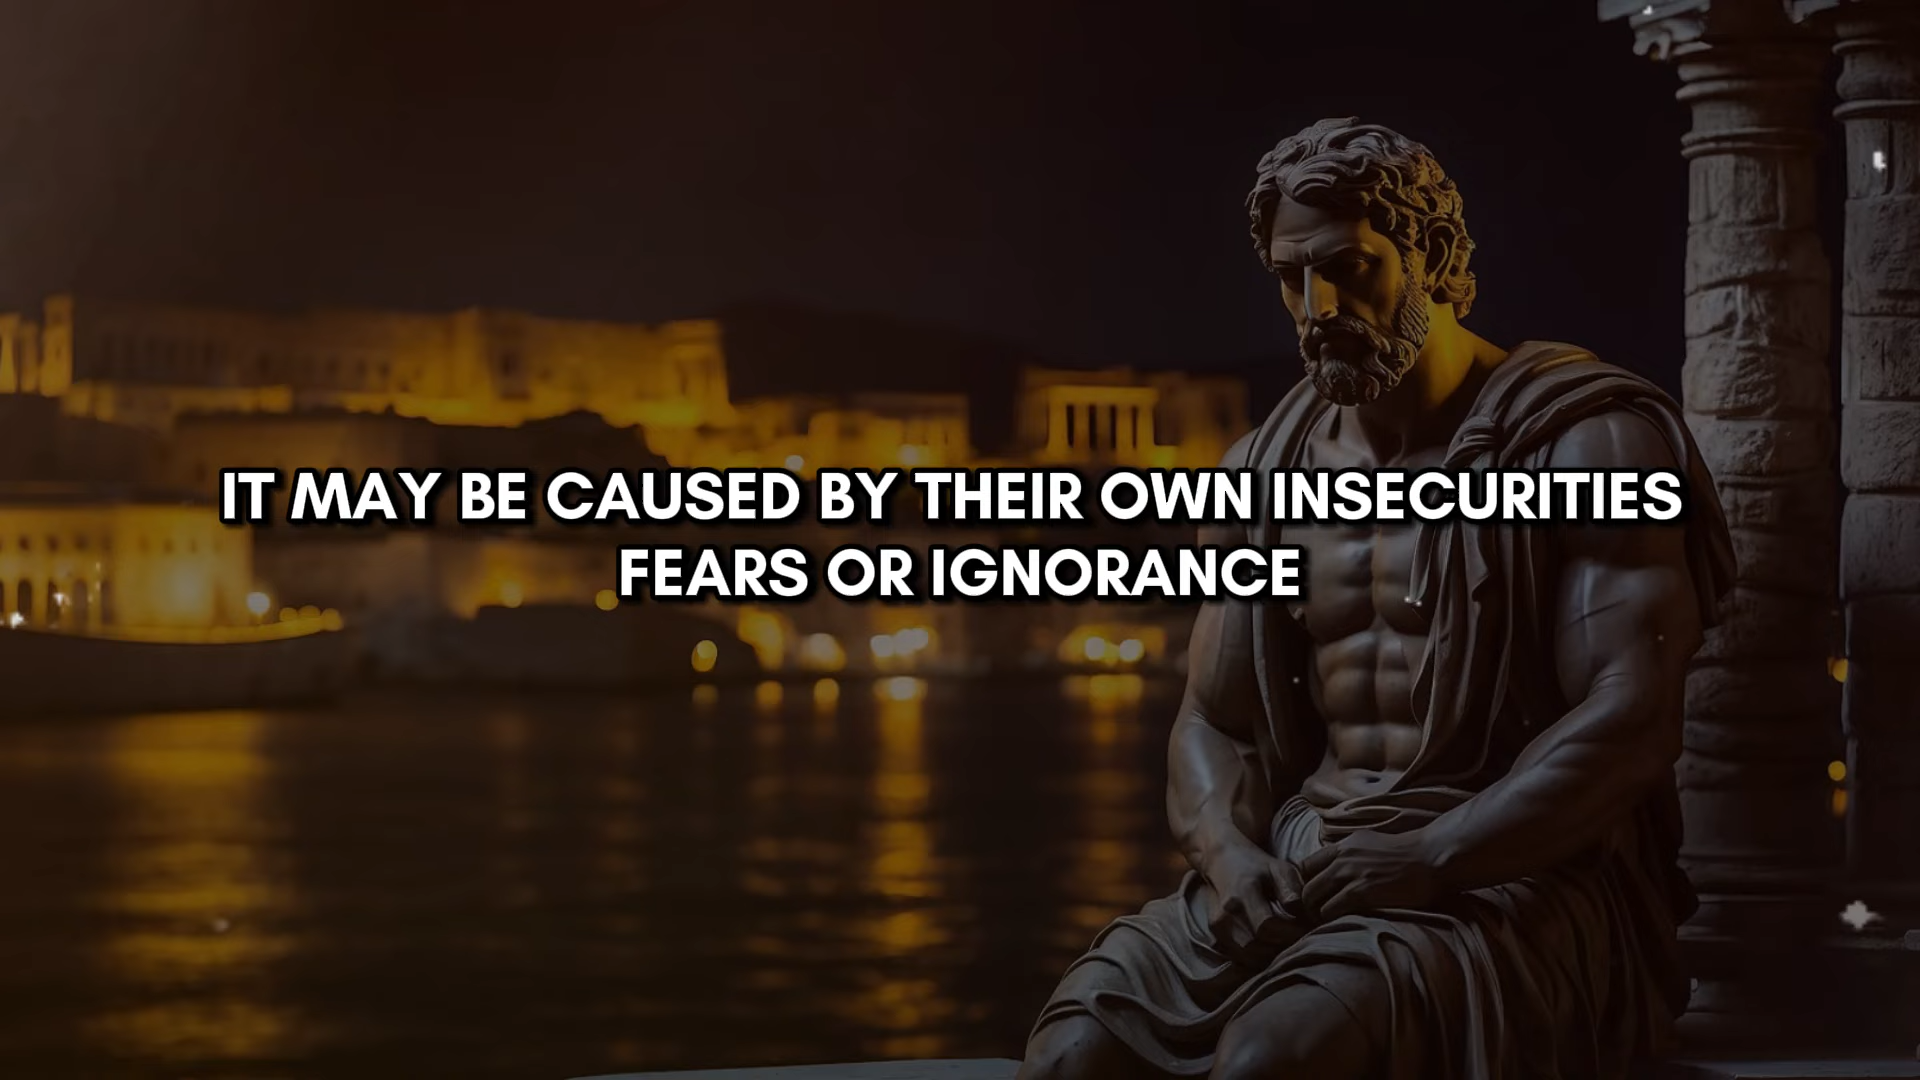 IT MAY BE CAUSED BY THEIR OWN INSECURITIES
FEARS OR IGNORANCE